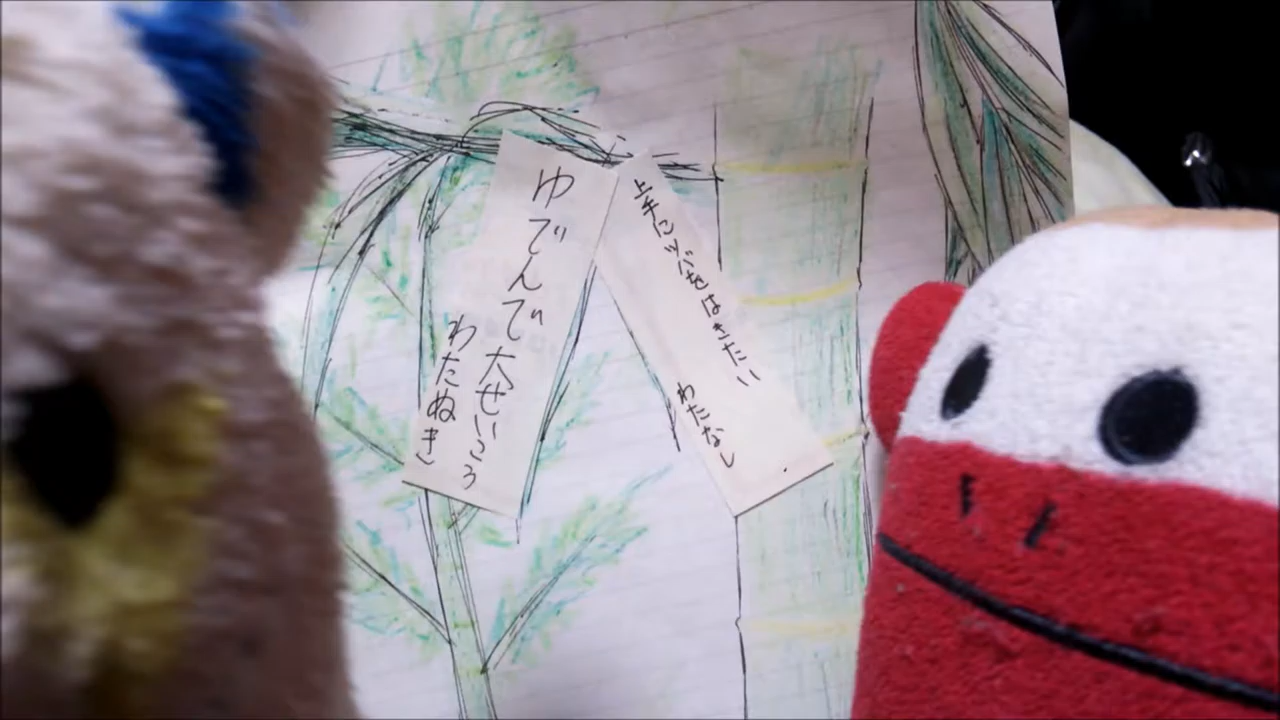 上手にツバをはきたい
わたなし
ゆでんで大せいこう
わたぬき